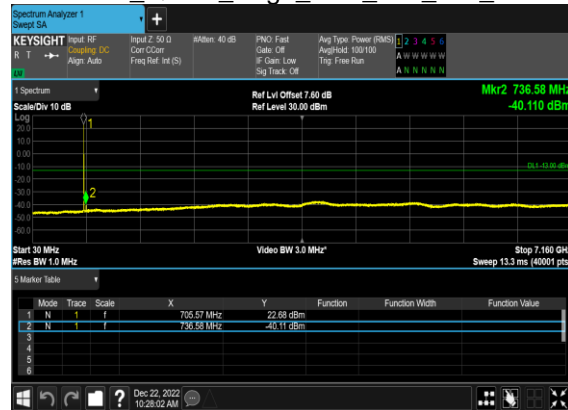 Spectrum Analyzer 1
Swept SA
+
KEYSIGHT Input: RF Input Z: 50 Ω #Atten: 40 dB PNO: Fast Avg Type: Power (RMS) 1 2 3 4 5 6
R T Coupling: DC Corr CCorr Gate: Off Avg|Hold: 100/100 A W W W W W
Align: Auto Freq Ref: Int (S) IF Gain: Low Trig: Free Run
Sig Track: Off A N N N N N
1 Spectrum Ref Lvl Offset 7.60 dB Mkr2 736.58 MHz
Scale/Div 10 dB Ref Level 30.00 dBm -40.110 dBm
Log
1
20.0
10.0
0.00
-10.0
DL1 -13.00 dBm
-20.0
-30.0
2
-40.0
-50.0
-60.0
Start 30 MHz Video BW 3.0 MHz* Stop 7.160 GHz
#Res BW 1.0 MHz Sweep 13.3 ms (40001 pts)
5 Marker Table
Mode Trace Scale X Y Function Function Width Function Value
1 N 1 f 705.57 MHz 22.68 dBm
2 N 1 f 736.58 MHz -40.11 dBm
3
4
5
6
? Dec 22, 2022
10:28:02 AM